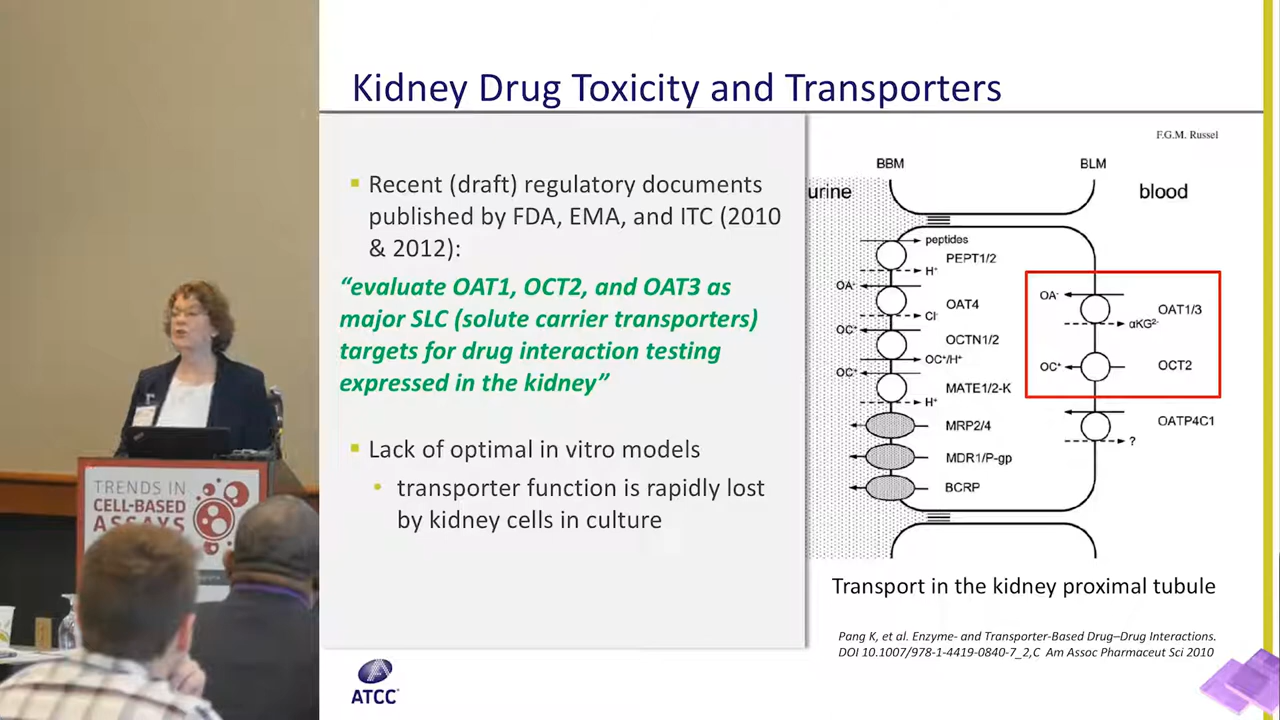 Kidney Drug Toxicity and Transporters
Recent (draft) regulatory documents
published by FDA, EMA, and ITC (2010
& 2012):
“evaluate OAT1, OCT2, and OAT3 as
major SLC (solute carrier transporters)
targets for drug interaction testing
expressed in the kidney”
Lack of optimal in vitro models
transporter function is rapidly lost
by kidney cells in culture
F.G.M. Russel
BBM
BLM
urine
blood
peptides
PEPT1/2
H⁺
OA⁻
OAT4
Cl⁻
OCTN1/2
OC⁺
OC⁺/H⁺
OC⁺
MATE1/2-K
H⁺
MRP2/4
MDR1/P-gp
BCRP
OA⁻
OAT1/3
αKG²⁻
OC⁺
OCT2
OATP4C1
?
Transport in the kidney proximal tubule
Pang K, et al. Enzyme- and Transporter-Based Drug–Drug Interactions.
DOI 10.1007/978-1-4419-0840-7_2,C Am Assoc Pharmaceut Sci 2010
ATCC
TRENDS IN
CELL-BASED
ASSAYS